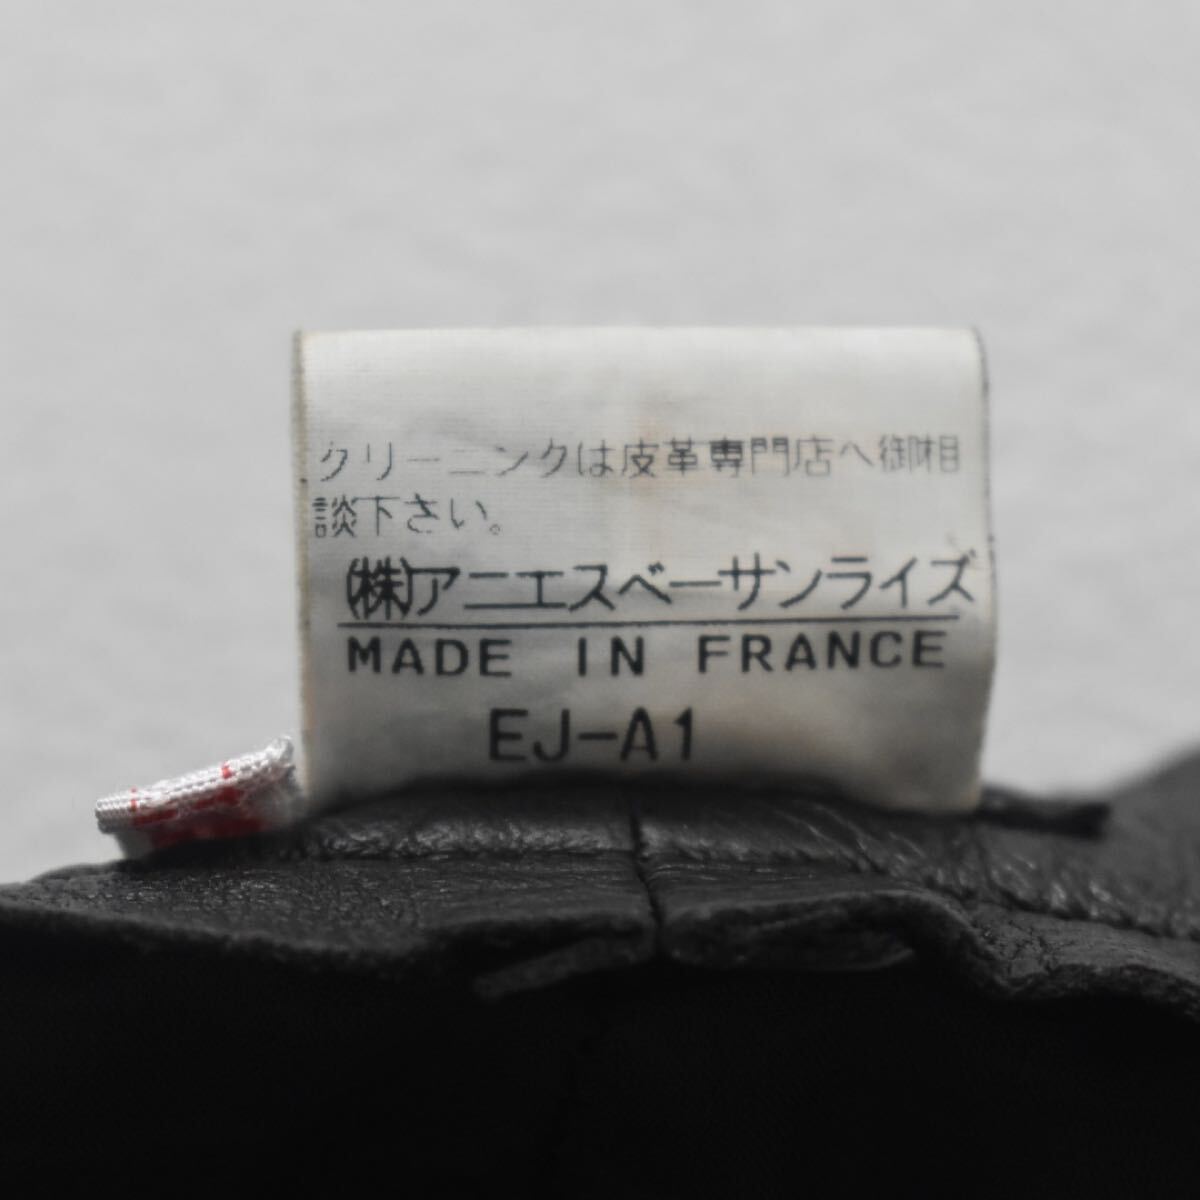 クリーニングは皮革専門店へ御相
談下さい。
(株)アニエスベーサンライズ
MADE IN FRANCE
EJ-A1